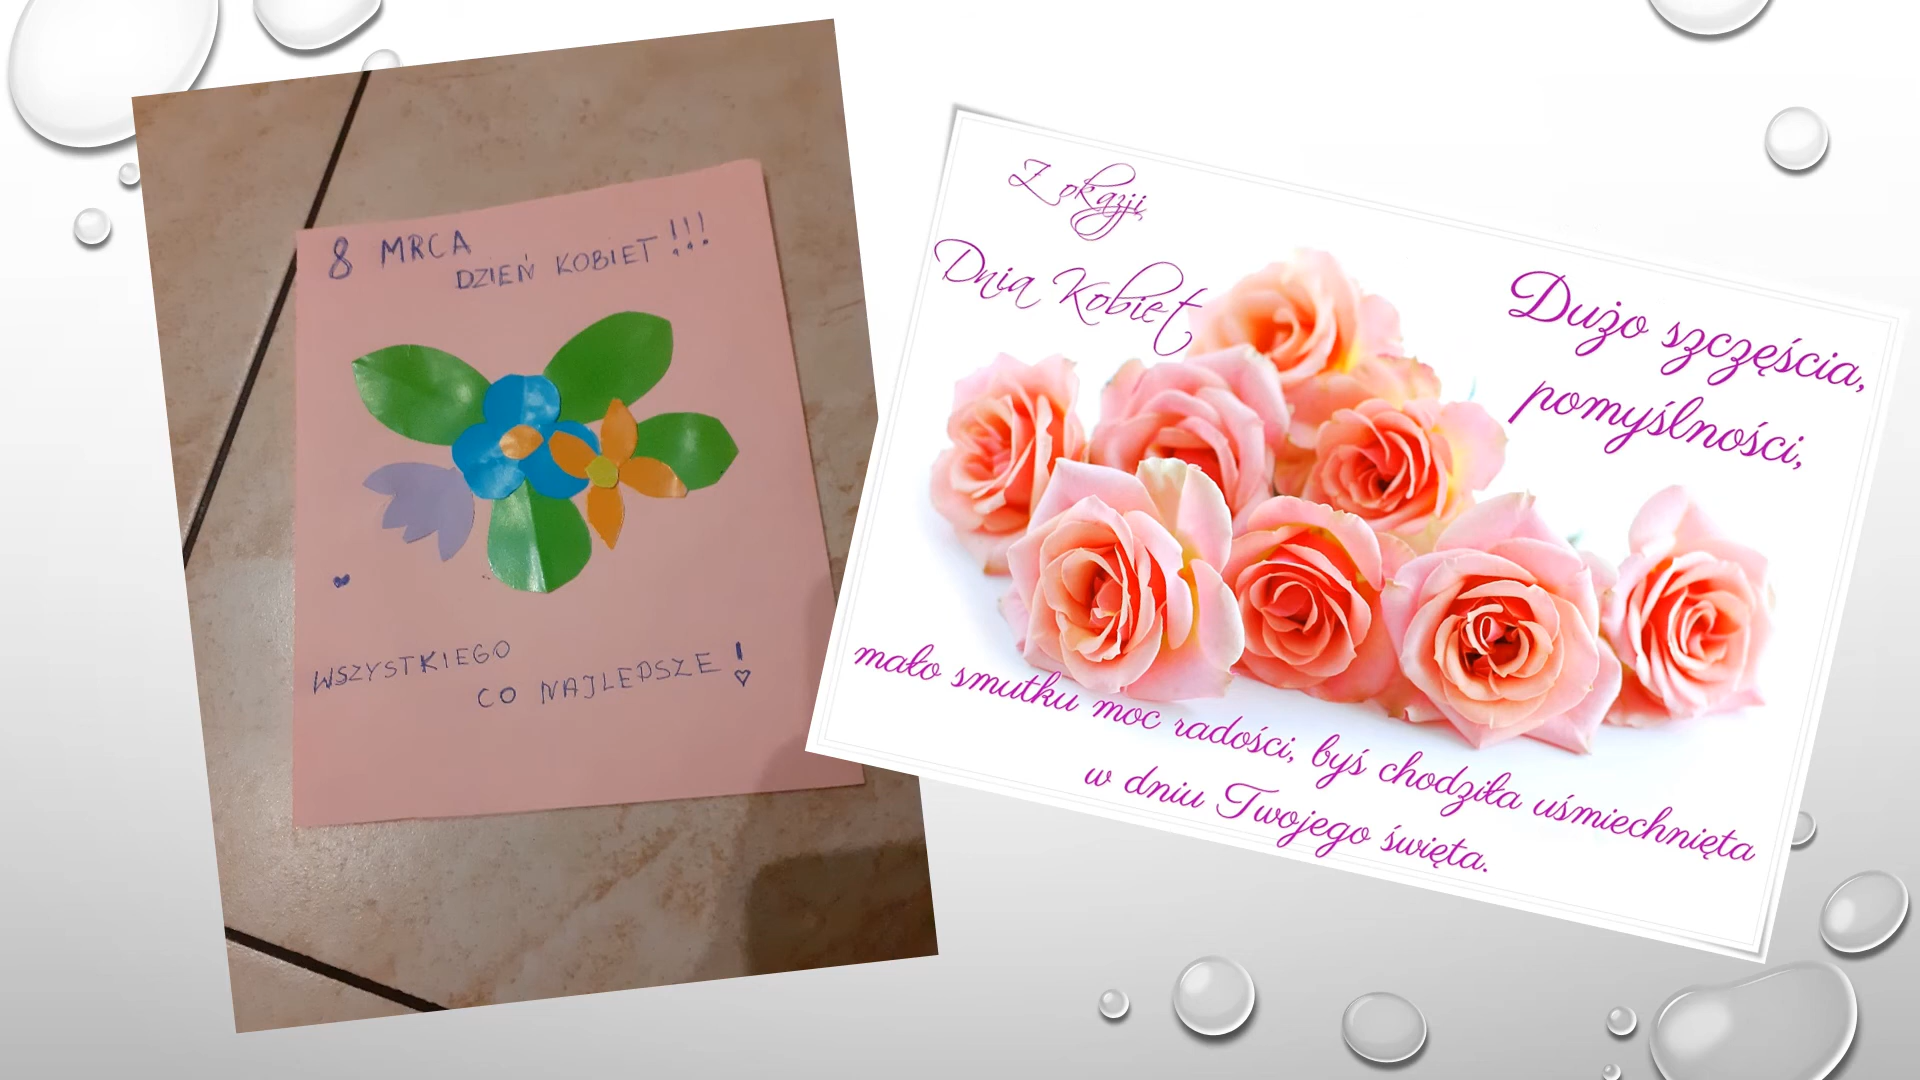 8 MRCA
DZIEŃ KOBIET !!!
WSZYSTKIEGO
CO NAJLEPSZE !
Z okazji
Dnia Kobiet
Dużo szczęścia,
pomyślności,
mało smutku moc radości, byś chodziła uśmiechnięta
w dniu Twojego święta.